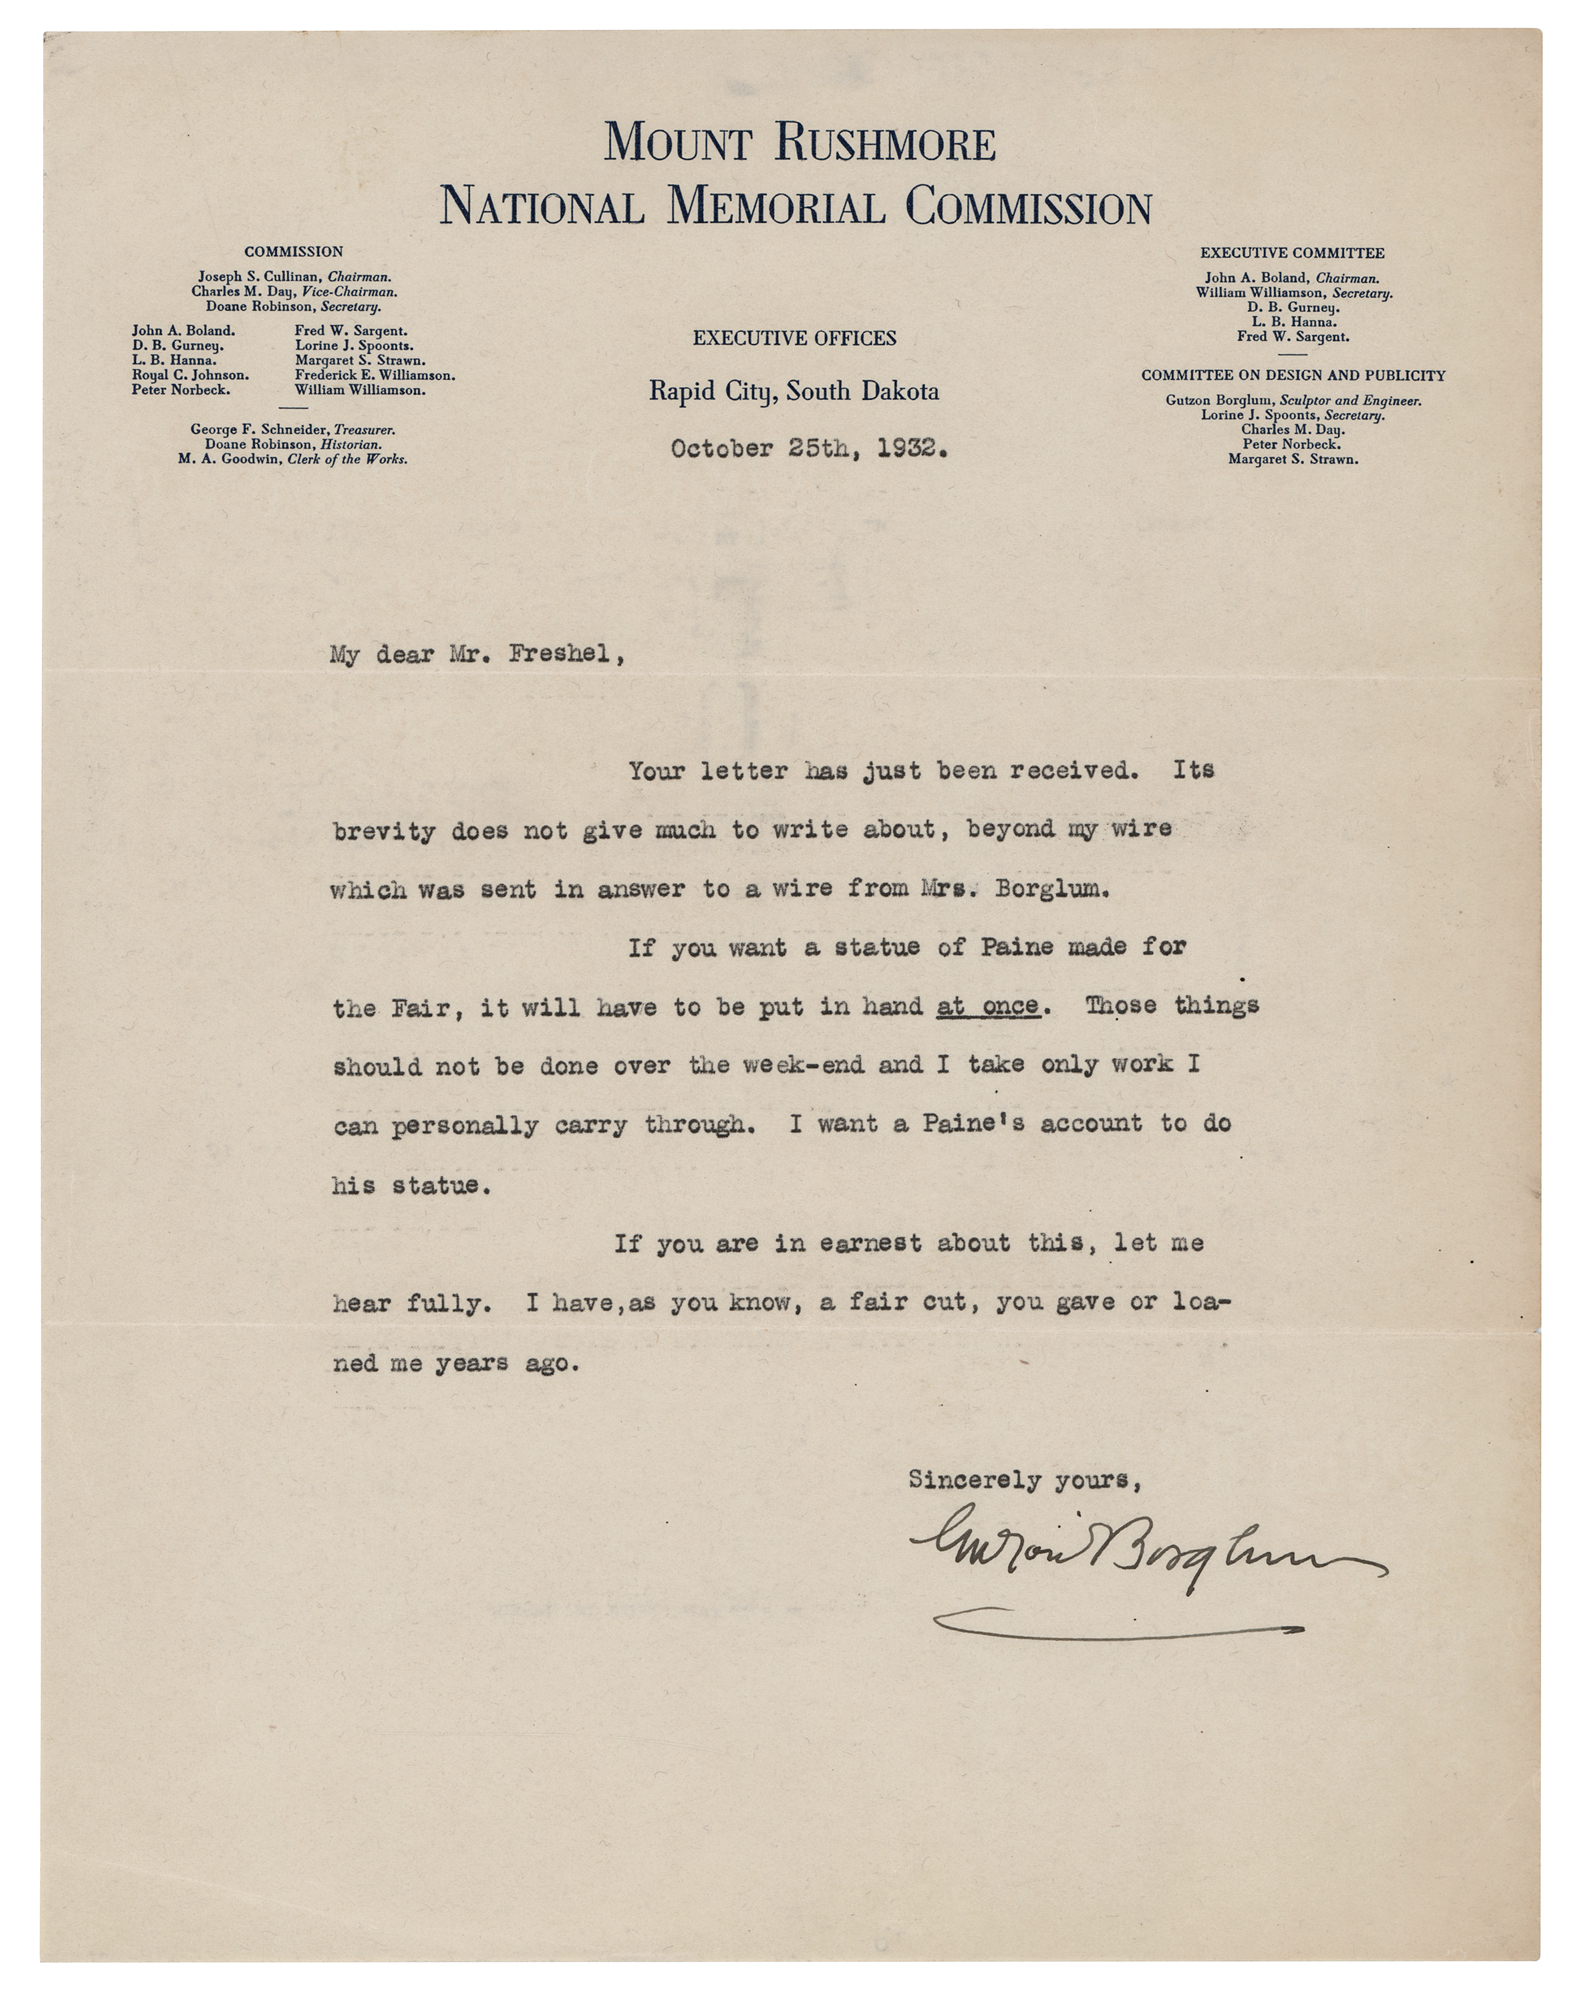 MOUNT RUSHMORE
NATIONAL MEMORIAL COMMISSION
COMMISSION
Joseph S. Cullinan, Chairman.
Charles M. Day, Vice-Chairman.
Doane Robinson, Secretary.
John A. Boland.
D. B. Gurney.
L. B. Hanna.
Royal C. Johnson.
Peter Norbeck.
Fred W. Sargent.
Lorine J. Spoonts.
Margaret S. Strawn.
Frederick E. Williamson.
William Williamson.
George F. Schneider, Treasurer.
Doane Robinson, Historian.
M. A. Goodwin, Clerk of the Works.
EXECUTIVE OFFICES
Rapid City, South Dakota
EXECUTIVE COMMITTEE
John A. Boland, Chairman.
William Williamson, Secretary.
D. B. Gurney.
L. B. Hanna.
Fred W. Sargent.
COMMITTEE ON DESIGN AND PUBLICITY
Gutzon Borglum, Sculptor and Engineer.
Lorine J. Spoonts, Secretary.
Charles M. Day.
Peter Norbeck.
Margaret S. Strawn.
October 25th, 1932.
My dear Mr. Freshel,
Your letter has just been received. Its
brevity does not give much to write about, beyond my wire
which was sent in answer to a wire from Mrs. Borglum.
If you want a statue of Paine made for
the Fair, it will have to be put in hand at once. Those things
should not be done over the week-end and I take only work I
can personally carry through. I want a Paine's account to do
his statue.
If you are in earnest about this, let me
hear fully. I have,as you know, a fair cut, you gave or loa-
ned me years ago.
Sincerely yours,
Gutzon Borglum